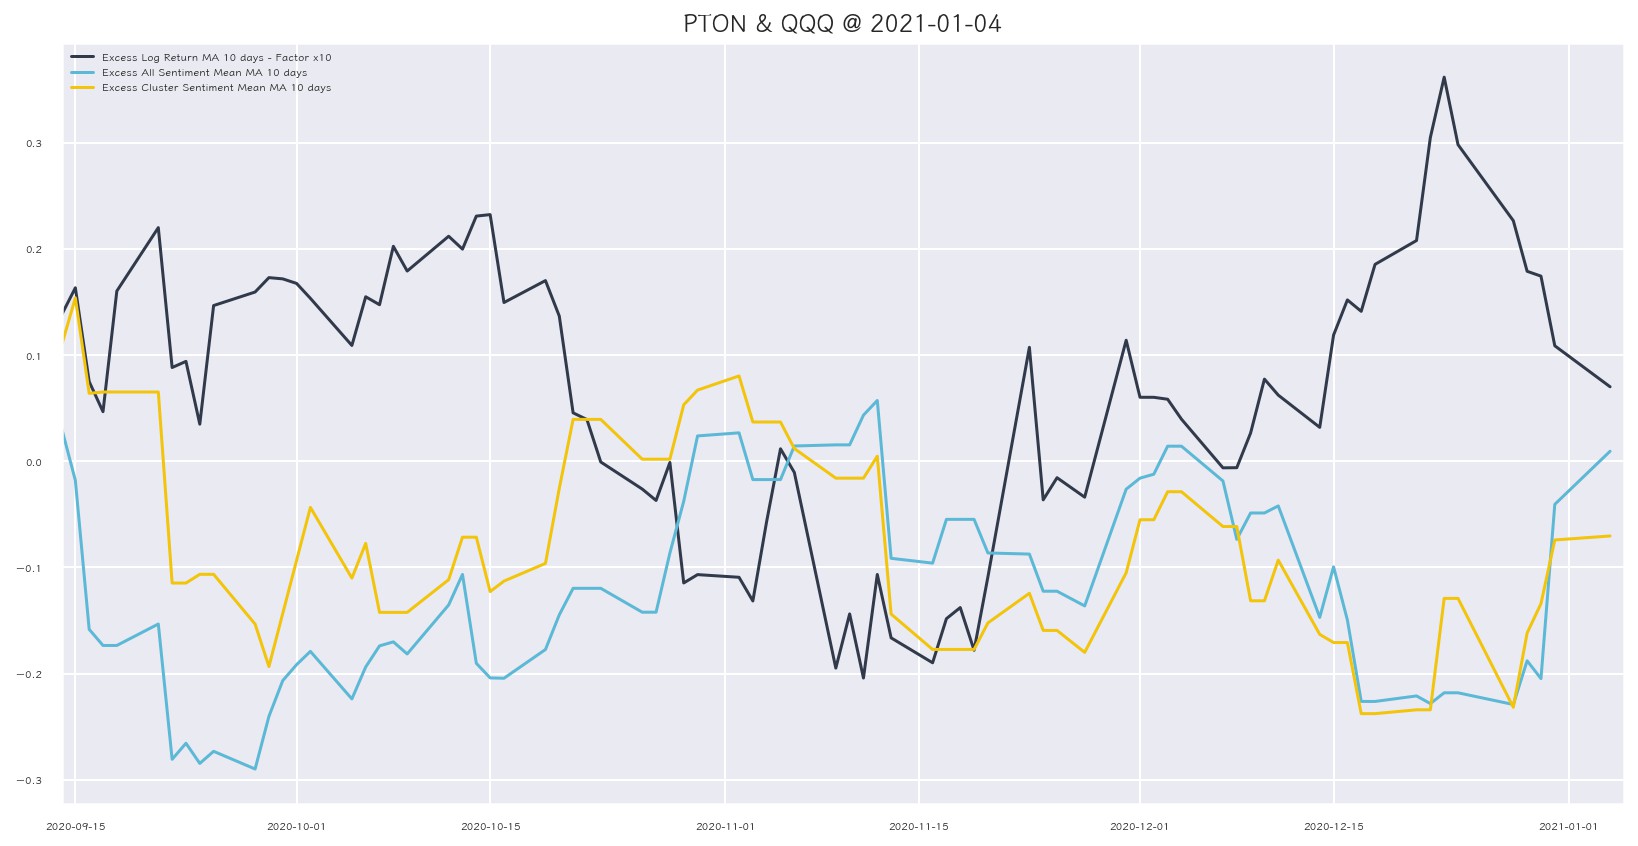 PTON & QQQ @ 2021-01-04
Excess Log Return MA 10 days - Factor x10
Excess All Sentiment Mean MA 10 days
Excess Cluster Sentiment Mean MA 10 days
0.3
0.2
0.1
0.0
−0.1
−0.2
−0.3
2020-09-15 2020-10-01 2020-10-15 2020-11-01 2020-11-15 2020-12-01 2020-12-15 2021-01-01